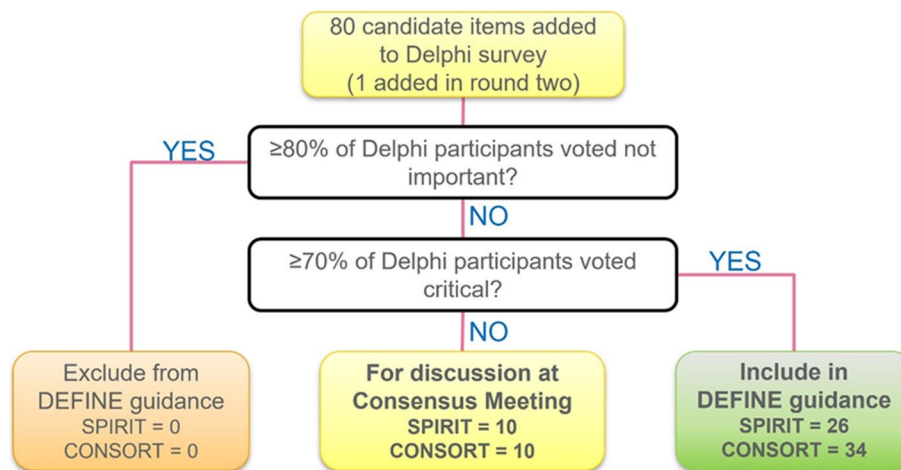 80 candidate items added
to Delphi survey
(1 added in round two)
YES
≥80% of Delphi participants voted not
important?
NO
≥70% of Delphi participants voted
critical?
YES
NO
Exclude from
DEFINE guidance
SPIRIT = 0
CONSORT = 0
For discussion at
Consensus Meeting
SPIRIT = 10
CONSORT = 10
Include in
DEFINE guidance
SPIRIT = 26
CONSORT = 34